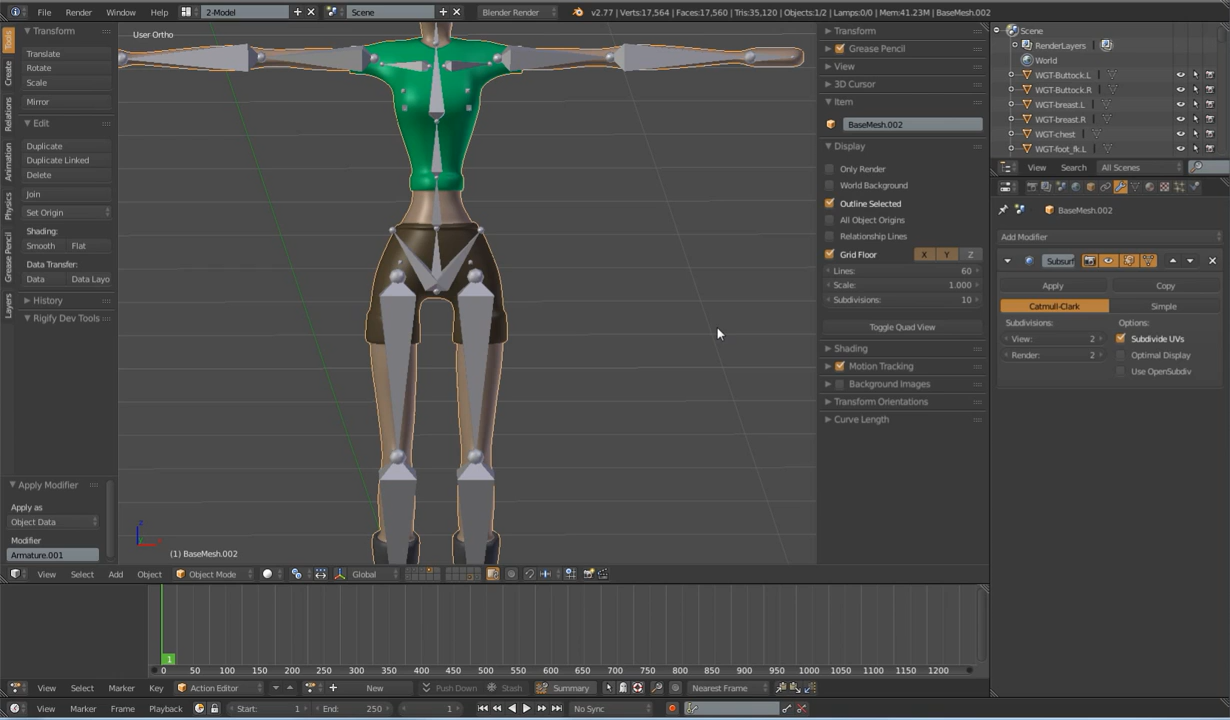 File Render Window Help 2-Model Scene Blender Render v2.77 | Verts:17,564 | Faces:17,560 | Tris:35,120 | Objects:1/2 | Lamps:0/0 | Mem:41.23M | BaseMesh.002
Tools
Create
Relations
Animation
Physics
Grease Pencil
Layers
Transform
Translate
Rotate
Scale
Mirror
Edit
Duplicate
Duplicate Linked
Delete
Join
Set Origin
Shading:
Smooth Flat
Data Transfer:
Data Data Layo
History
Rigify Dev Tools
Apply Modifier
Apply as
Object Data
Modifier
Armature.001
User Ortho
(1) BaseMesh.002
Transform
Grease Pencil
View
3D Cursor
Item
BaseMesh.002
Display
Only Render
World Background
Outline Selected
All Object Origins
Relationship Lines
Grid Floor X Y Z
Lines: 60
Scale: 1.000
Subdivisions: 10
Toggle Quad View
Shading
Motion Tracking
Background Images
Transform Orientations
Curve Length
Scene
RenderLayers
World
WGT-Buttock.L
WGT-Buttock.R
WGT-breast.L
WGT-breast.R
WGT-chest
WGT-foot_fk.L
View Search All Scenes
BaseMesh.002
Add Modifier
Subsurf
Apply Copy
Catmull-Clark Simple
Subdivisions: Options:
View: 2 Subdivide UVs
Render: 2 Optimal Display
Use OpenSubdiv
View Select Add Object Object Mode Global
0 50 100 150 200 250 300 350 400 450 500 550 600 650 700 750 800 850 900 950 1000 1050 1100 1150 1200
1
View Select Marker Key Action Editor New Push Down Stash Summary Nearest Frame
View Marker Frame Playback Start: 1 End: 250 1 No Sync